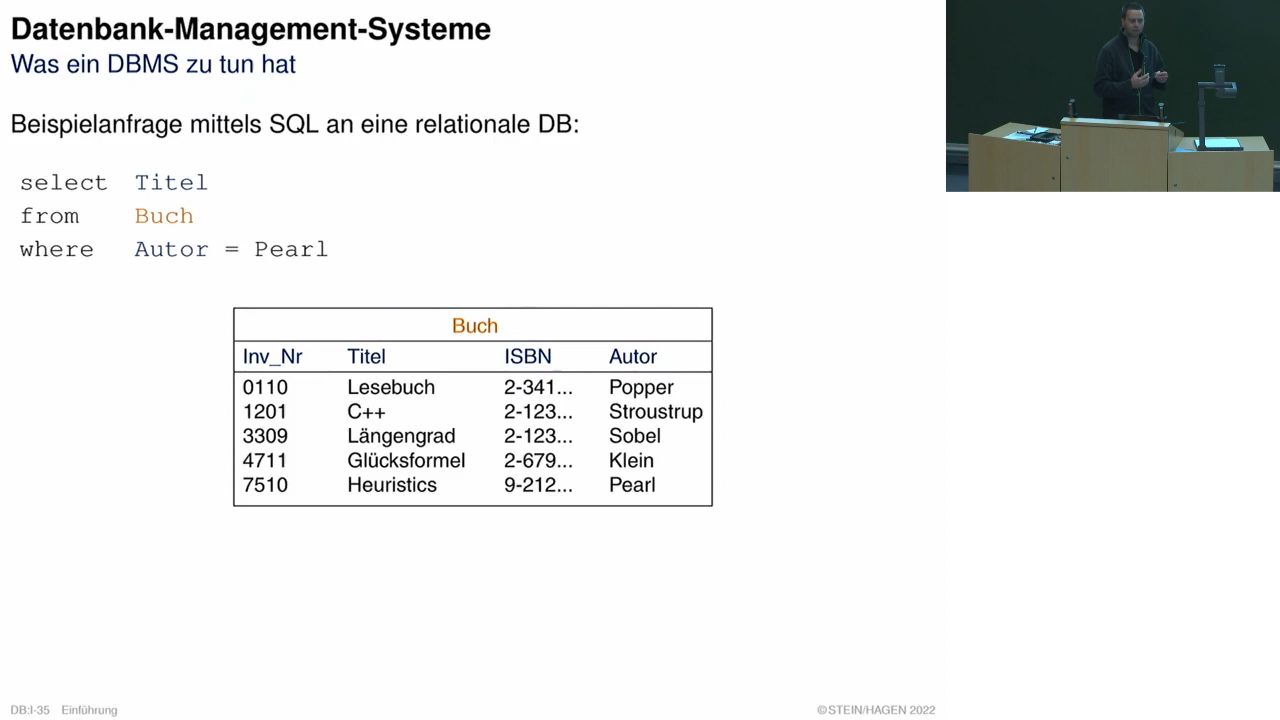 Datenbank-Management-Systeme
Was ein DBMS zu tun hat
Beispielanfrage mittels SQL an eine relationale DB:
select Titel
from Buch
where Autor = Pearl
Buch
Inv_Nr Titel ISBN Autor
0110 Lesebuch 2-341... Popper
1201 C++ 2-123... Stroustrup
3309 Längengrad 2-123... Sobel
4711 Glücksformel 2-679... Klein
7510 Heuristics 9-212... Pearl
DB:I-35 Einführung
©STEIN/HAGEN 2022